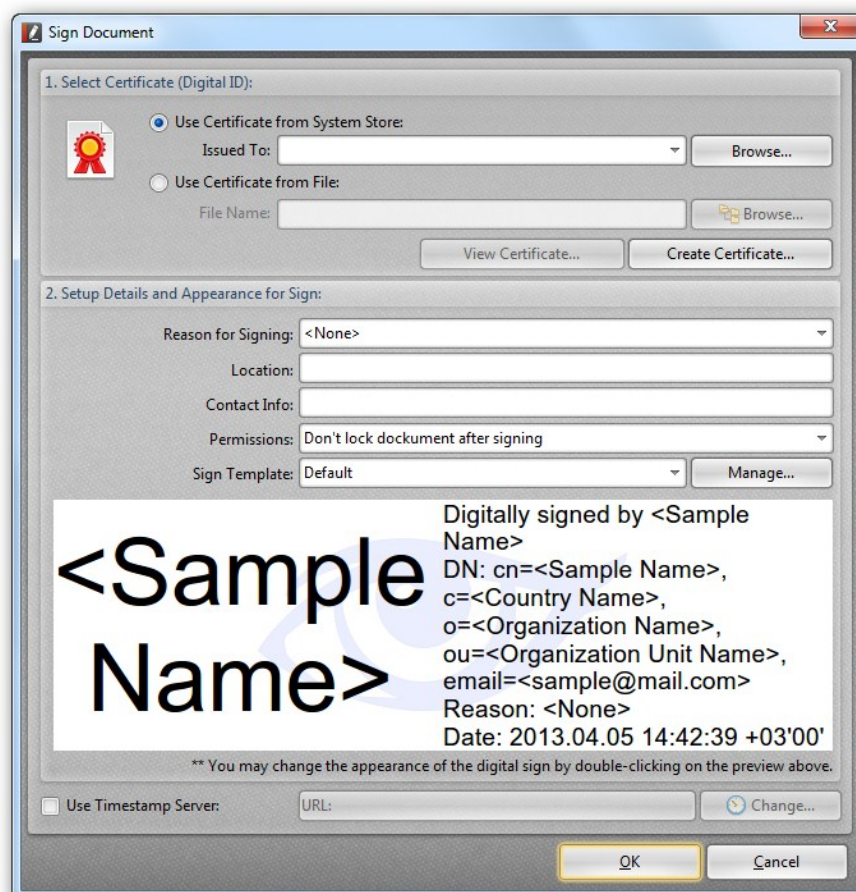 Sign Document
1. Select Certificate (Digital ID):
Use Certificate from System Store:
Issued To:
Browse...
Use Certificate from File:
File Name:
Browse...
View Certificate...
Create Certificate...
2. Setup Details and Appearance for Sign:
Reason for Signing: <None>
Location:
Contact Info:
Permissions: Don't lock dockument after signing
Sign Template: Default
Manage...
<Sample
Name>
Digitally signed by <Sample
Name>
DN: cn=<Sample Name>,
c=<Country Name>,
o=<Organization Name>,
ou=<Organization Unit Name>,
email=<sample@mail.com>
Reason: <None>
Date: 2013.04.05 14:42:39 +03'00'
** You may change the appearance of the digital sign by double-clicking on the preview above.
Use Timestamp Server:
URL:
Change...
OK
Cancel